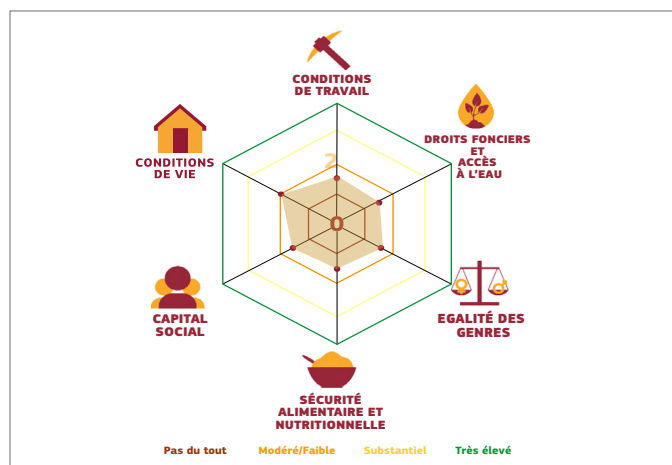 CONDITIONS
DE TRAVAIL
DROITS FONCIERS
ET
ACCÈS
À L'EAU
CONDITIONS
DE VIE
2
0
CAPITAL
SOCIAL
EGALITÉ DES
GENRES
SÉCURITÉ
ALIMENTAIRE ET
NUTRITIONNELLE
Pas du tout Modéré/Faible Substantiel Très élevé